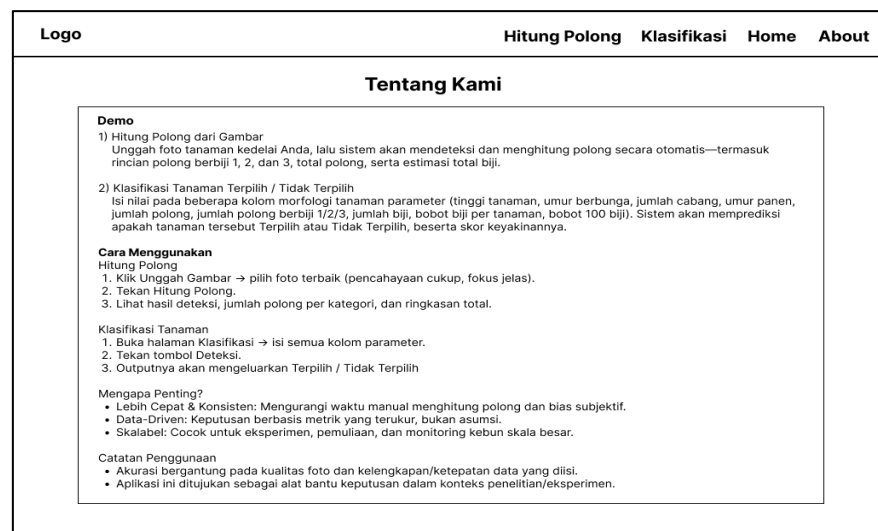 Logo
Hitung Polong Klasifikasi Home About
Tentang Kami
Demo
1) Hitung Polong dari Gambar
Unggah foto tanaman kedelai Anda, lalu sistem akan mendeteksi dan menghitung polong secara otomatis—termasuk
rincian polong berbiji 1, 2, dan 3, total polong, serta estimasi total biji.
2) Klasifikasi Tanaman Terpilih / Tidak Terpilih
Isi nilai pada beberapa kolom morfologi tanaman parameter (tinggi tanaman, umur berbunga, jumlah cabang, umur panen,
jumlah polong, jumlah polong berbiji 1/2/3, jumlah biji, bobot biji per tanaman, bobot 100 biji). Sistem akan memprediksi
apakah tanaman tersebut Terpilih atau Tidak Terpilih, beserta skor keyakinannya.
Cara Menggunakan
Hitung Polong
1. Klik Unggah Gambar → pilih foto terbaik (pencahayaan cukup, fokus jelas).
2. Tekan Hitung Polong.
3. Lihat hasil deteksi, jumlah polong per kategori, dan ringkasan total.
Klasifikasi Tanaman
1. Buka halaman Klasifikasi → isi semua kolom parameter.
2. Tekan tombol Deteksi.
3. Outputnya akan mengeluarkan Terpilih / Tidak Terpilih
Mengapa Penting?
• Lebih Cepat & Konsisten: Mengurangi waktu manual menghitung polong dan bias subjektif.
• Data-Driven: Keputusan berbasis metrik yang terukur, bukan asumsi.
• Skalabel: Cocok untuk eksperimen, pemuliaan, dan monitoring kebun skala besar.
Catatan Penggunaan
• Akurasi bergantung pada kualitas foto dan kelengkapan/ketepatan data yang diisi.
• Aplikasi ini ditujukan sebagai alat bantu keputusan dalam konteks penelitian/eksperimen.